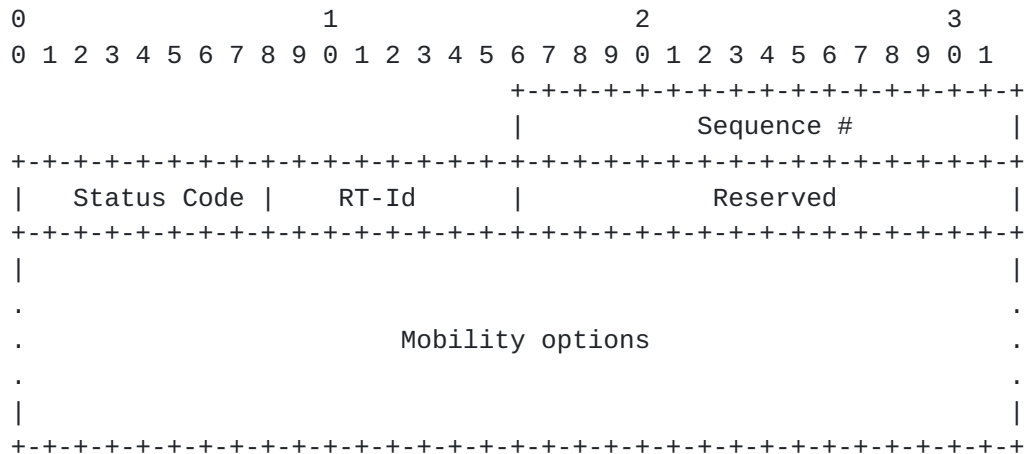 0                   1                   2                   3
0 1 2 3 4 5 6 7 8 9 0 1 2 3 4 5 6 7 8 9 0 1 2 3 4 5 6 7 8 9 0 1
                                +-+-+-+-+-+-+-+-+-+-+-+-+-+-+-+-+
                                |           Sequence #          |
+-+-+-+-+-+-+-+-+-+-+-+-+-+-+-+-+-+-+-+-+-+-+-+-+-+-+-+-+-+-+-+-+
|   Status Code |    RT-Id      |            Reserved           |
+-+-+-+-+-+-+-+-+-+-+-+-+-+-+-+-+-+-+-+-+-+-+-+-+-+-+-+-+-+-+-+-+
|                                                               |
.                                                               .
.                        Mobility options                       .
.                                                               .
|                                                               |
+-+-+-+-+-+-+-+-+-+-+-+-+-+-+-+-+-+-+-+-+-+-+-+-+-+-+-+-+-+-+-+-+